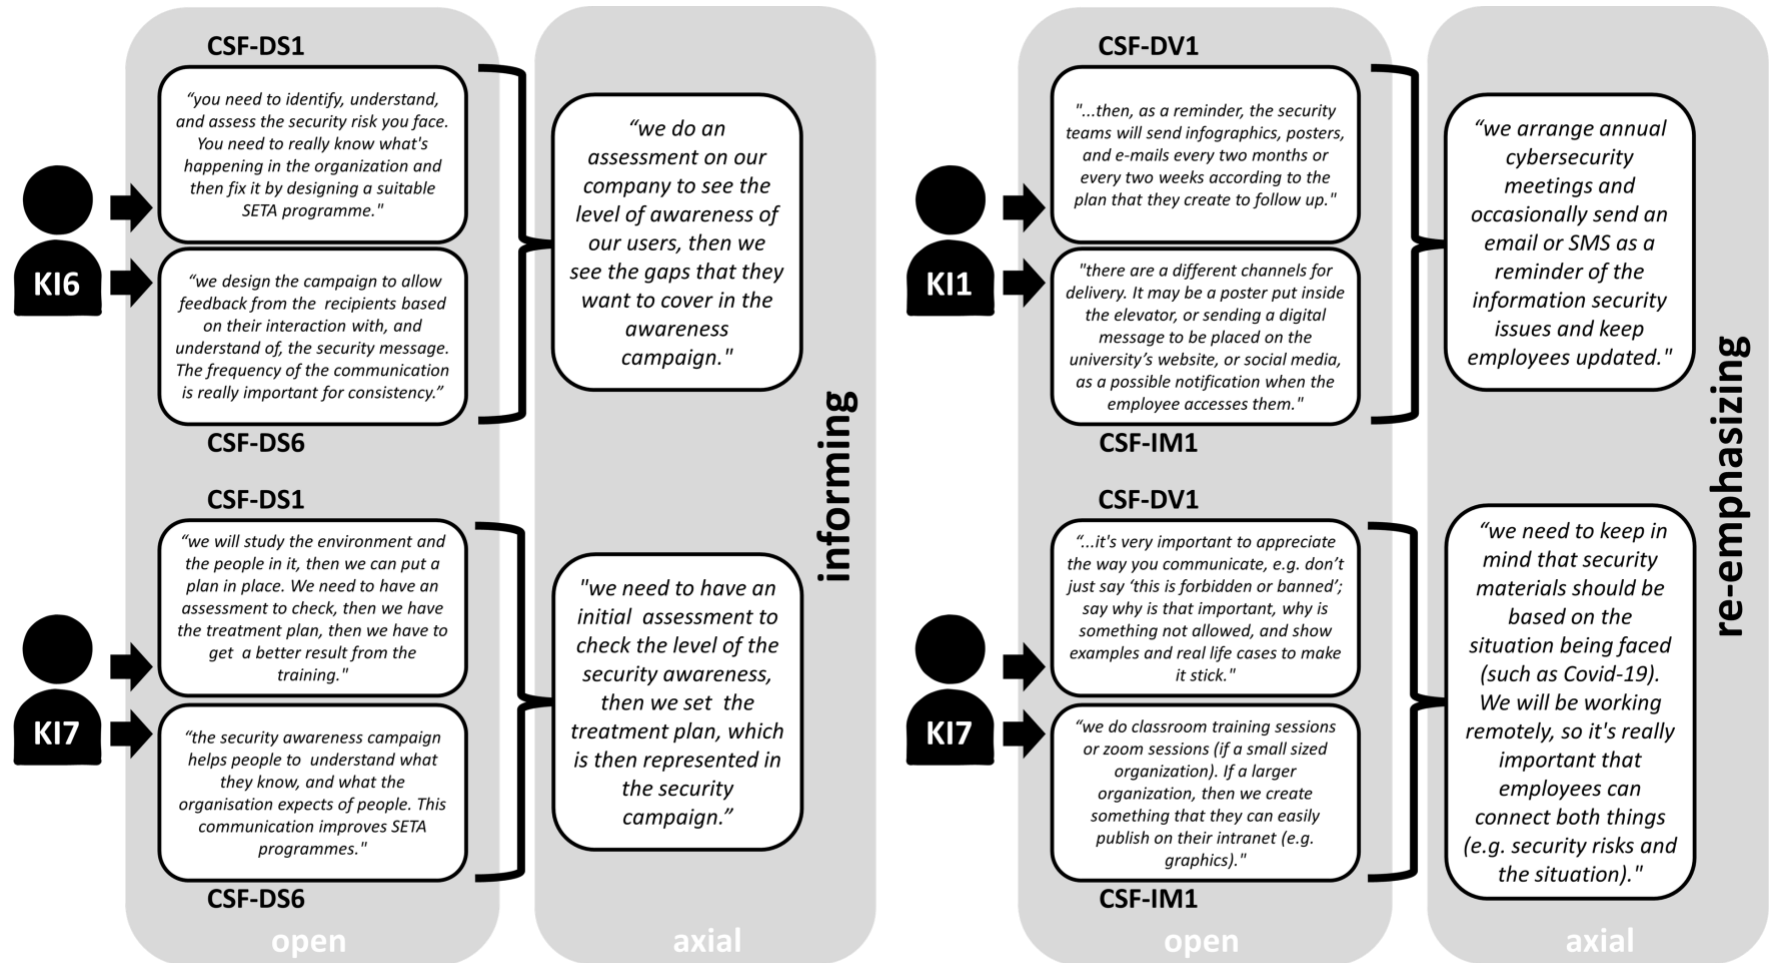 CSF-DS1
“you need to identify, understand,
and assess the security risk you face.
You need to really know what's
happening in the organization and
then fix it by designing a suitable
SETA programme."
KI6
“we design the campaign to allow
feedback from the recipients based
on their interaction with, and
understand of, the security message.
The frequency of the communication
is really important for consistency.”
CSF-DS6
“we do an
assessment on our
company to see the
level of awareness of
our users, then we
see the gaps that they
want to cover in the
awareness
campaign."
CSF-DS1
“we will study the environment and
the people in it, then we can put a
plan in place. We need to have an
assessment to check, then we have
the treatment plan, then we have to
get a better result from the
training."
KI7
“the security awareness campaign
helps people to understand what
they know, and what the
organisation expects of people. This
communication improves SETA
programmes."
CSF-DS6
"we need to have an
initial assessment to
check the level of the
security awareness,
then we set the
treatment plan, which
is then represented in
the security
campaign.”
informing
open
axial
CSF-DV1
"...then, as a reminder, the security
teams will send infographics, posters,
and e-mails every two months or
every two weeks according to the
plan that they create to follow up."
KI1
"there are a different channels for
delivery. It may be a poster put inside
the elevator, or sending a digital
message to be placed on the
university’s website, or social media,
as a possible notification when the
employee accesses them."
CSF-IM1
“we arrange annual
cybersecurity
meetings and
occasionally send an
email or SMS as a
reminder of the
information security
issues and keep
employees updated."
CSF-DV1
“...it's very important to appreciate
the way you communicate, e.g. don’t
just say ‘this is forbidden or banned’;
say why is that important, why is
something not allowed, and show
examples and real life cases to make
it stick."
KI7
“we do classroom training sessions
or zoom sessions (if a small sized
organization). If a larger
organization, then we create
something that they can easily
publish on their intranet (e.g.
graphics)."
CSF-IM1
“we need to keep in
mind that security
materials should be
based on the
situation being faced
(such as Covid-19).
We will be working
remotely, so it's really
important that
employees can
connect both things
(e.g. security risks and
the situation)."
re-emphasizing
open
axial